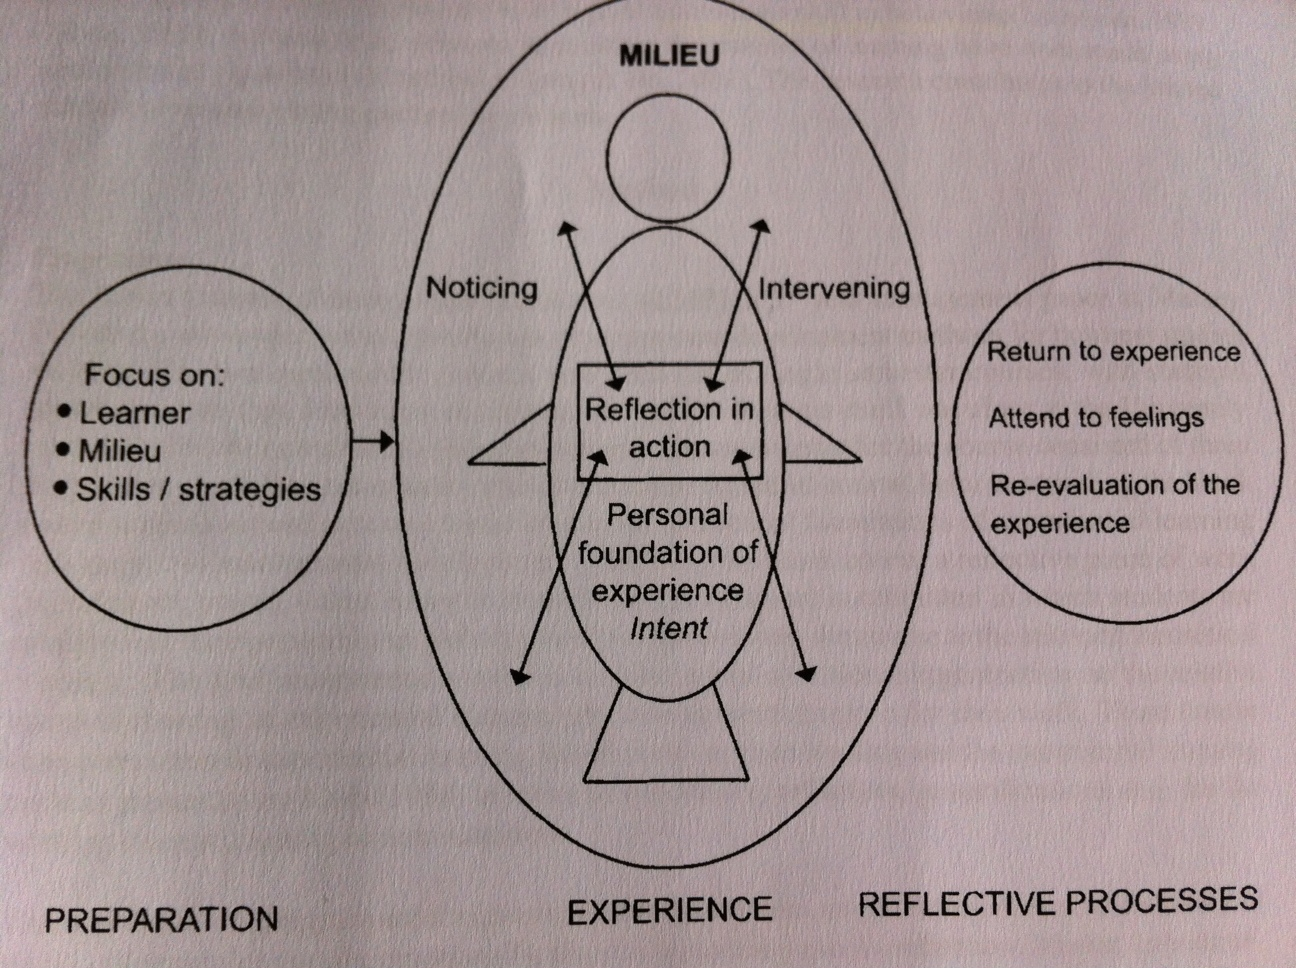 MILIEU
Noticing
Intervening
Focus on:
• Learner
• Milieu
• Skills / strategies
Reflection in
action
Personal
foundation of
experience
Intent
Return to experience
Attend to feelings
Re-evaluation of the
experience
PREPARATION
EXPERIENCE
REFLECTIVE PROCESSES